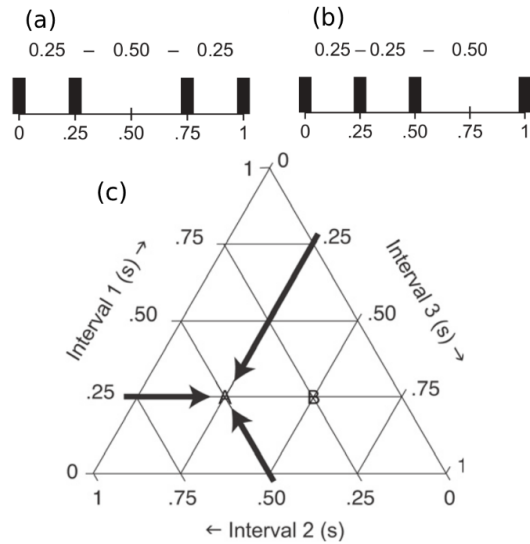 (a)
0.25 – 0.50 – 0.25
0 .25 .50 .75 1
(b)
0.25 – 0.25 – 0.50
0 .25 .50 .75 1
(c)
1 0
.75 .25
Interval 1 (s) →
Interval 3 (s) →
.50 .50
.25 A B .75
0 1
1 .75 .50 .25 0
← Interval 2 (s)